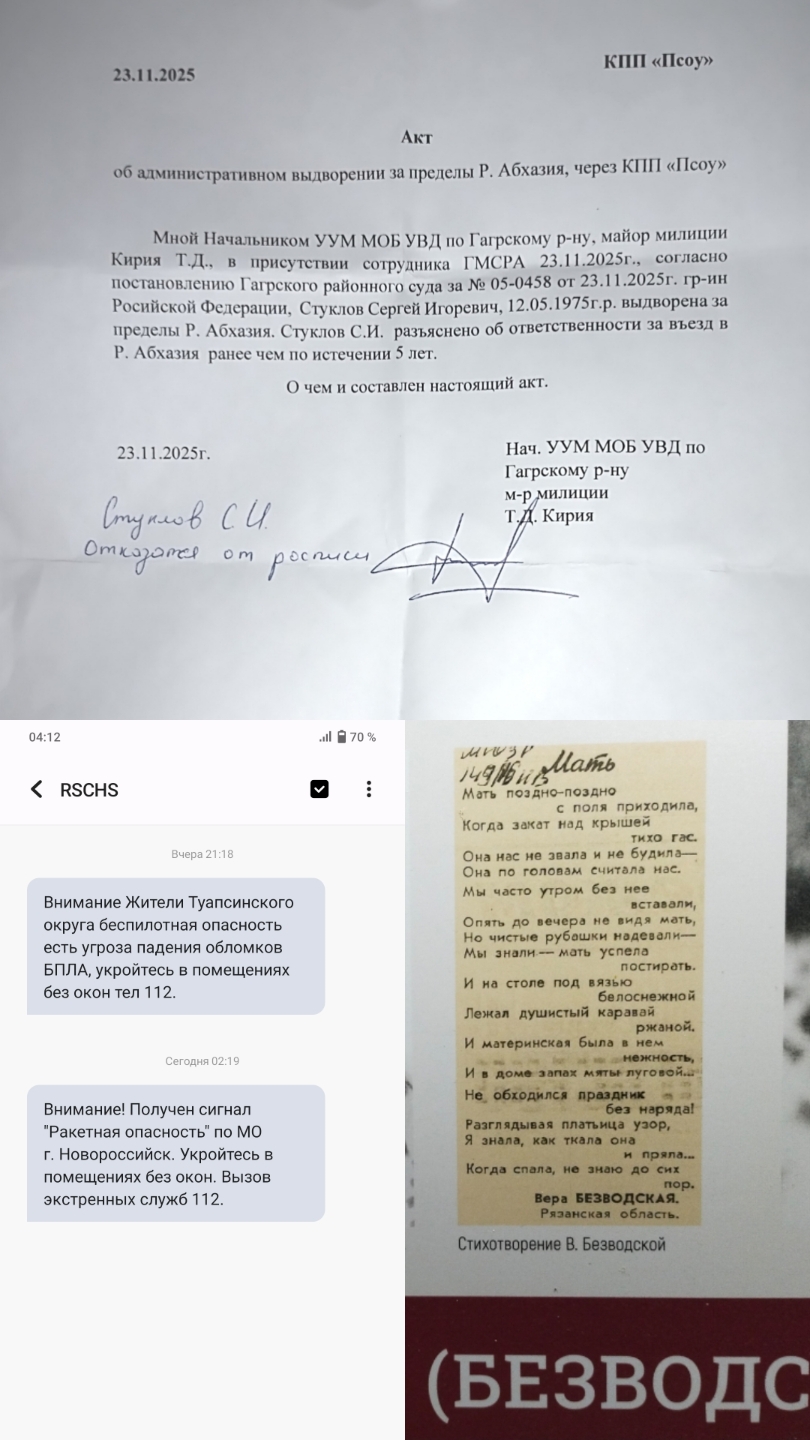 23.11.2025
КПП «Псоу»
Акт
об административном выдворении за пределы Р. Абхазия, через КПП «Псоу»
Мной Начальником УУМ МОБ УВД по Гагрскому р-ну, майор милиции
Кирия Т.Д., в присутствии сотрудника ГМСРА 23.11.2025г., согласно
постановлению Гагрского районного суда за № 05-0458 от 23.11.2025г. гр-ин
Росийской Федерации, Стуклов Сергей Игоревич, 12.05.1975г.р. выдворена за
пределы Р. Абхазия. Стуклов С.И. разъяснено об ответственности за въезд в
Р. Абхазия ранее чем по истечении 5 лет.
О чем и составлен настоящий акт.
23.11.2025г.
Нач. УУМ МОБ УВД по
Гагрскому р-ну
м-р милиции
Т.Д. Кирия
Стуклов С.И.
Отказался от росписи
04:12
70 %
RSCHS
Вчера 21:18
Внимание Жители Туапсинского
округа беспилотная опасность
есть угроза падения обломков
БПЛА, укройтесь в помещениях
без окон тел 112.
Сегодня 02:19
Внимание! Получен сигнал
"Ракетная опасность" по МО
г. Новороссийск. Укройтесь в
помещениях без окон. Вызов
экстренных служб 112.
Мать
Мать поздно-поздно
с поля приходила,
Когда закат над крышей
тихо гас.
Она нас не звала и не будила—
Она по головам считала нас.
Мы часто утром без нее
вставали,
Опять до вечера не видя мать,
Но чистые рубашки надевали—
Мы знали — мать успела
постирать.
И на столе под вязью
белоснежной
Лежал душистый каравай
ржаной.
И материнская была в нем
нежность,
И в доме запах мяты луговой...
Не обходился праздник
без наряда!
Разглядывая платьица узор,
Я знала, как ткала она
и пряла...
Когда спала, не знаю до сих
пор.
Вера БЕЗВОДСКАЯ.
Рязанская область.
Стихотворение В. Безводской
(БЕЗВОДС